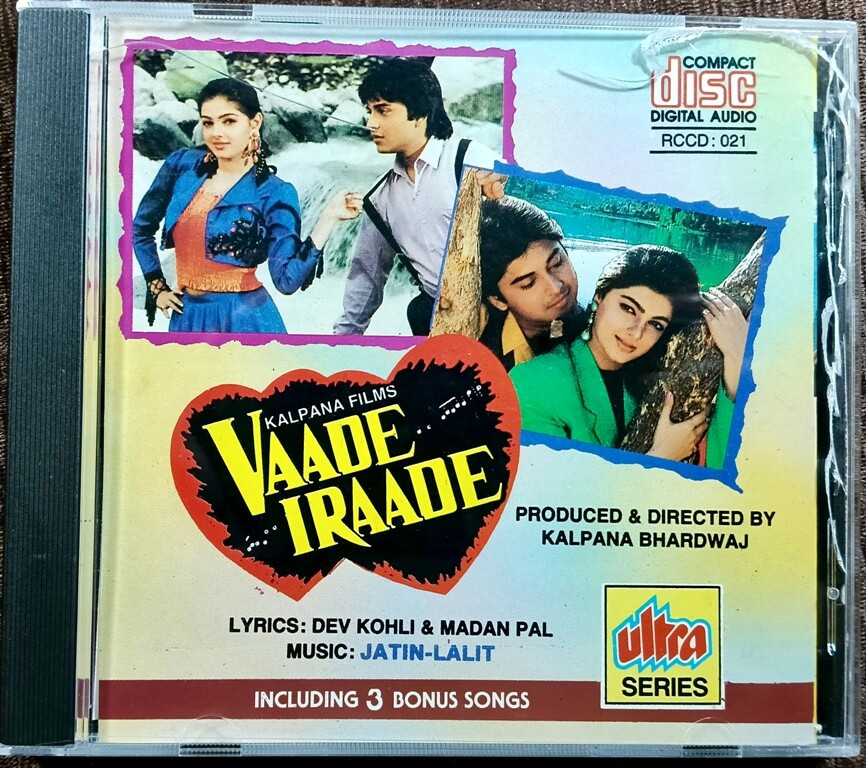 COMPACT
disc
DIGITAL AUDIO
RCCD: 021
KALPANA FILMS
VAADE
IRAADE
PRODUCED & DIRECTED BY
KALPANA BHARDWAJ
LYRICS: DEV KOHLI & MADAN PAL
MUSIC: JATIN-LALIT
ultra
SERIES
INCLUDING 3 BONUS SONGS